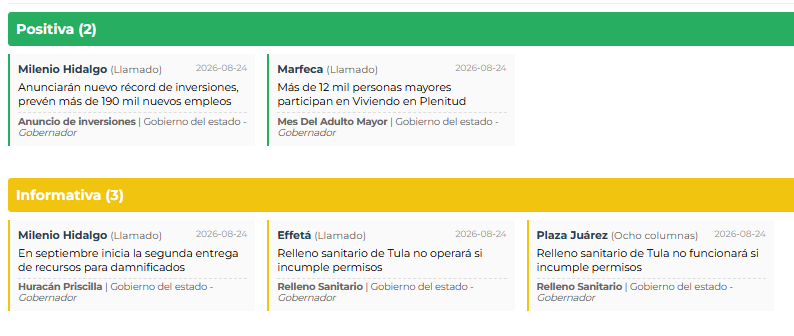 Positiva (2)
Milenio Hidalgo (Llamado) 2026-08-24
Anunciarán nuevo récord de inversiones,
prevén más de 190 mil nuevos empleos
Anuncio de inversiones | Gobierno del estado -
Gobernador
Marfeca (Llamado) 2026-08-24
Más de 12 mil personas mayores
participan en Viviendo en Plenitud
Mes Del Adulto Mayor | Gobierno del estado -
Gobernador
Informativa (3)
Milenio Hidalgo (Llamado) 2026-08-24
En septiembre inicia la segunda entrega
de recursos para damnificados
Huracán Priscilla | Gobierno del estado -
Gobernador
Effetá (Llamado) 2026-08-24
Relleno sanitario de Tula no operará si
incumple permisos
Relleno Sanitario | Gobierno del estado -
Gobernador
Plaza Juárez (Ocho columnas) 2026-08-24
Relleno sanitario de Tula no funcionará si
incumple permisos
Relleno Sanitario | Gobierno del estado -
Gobernador